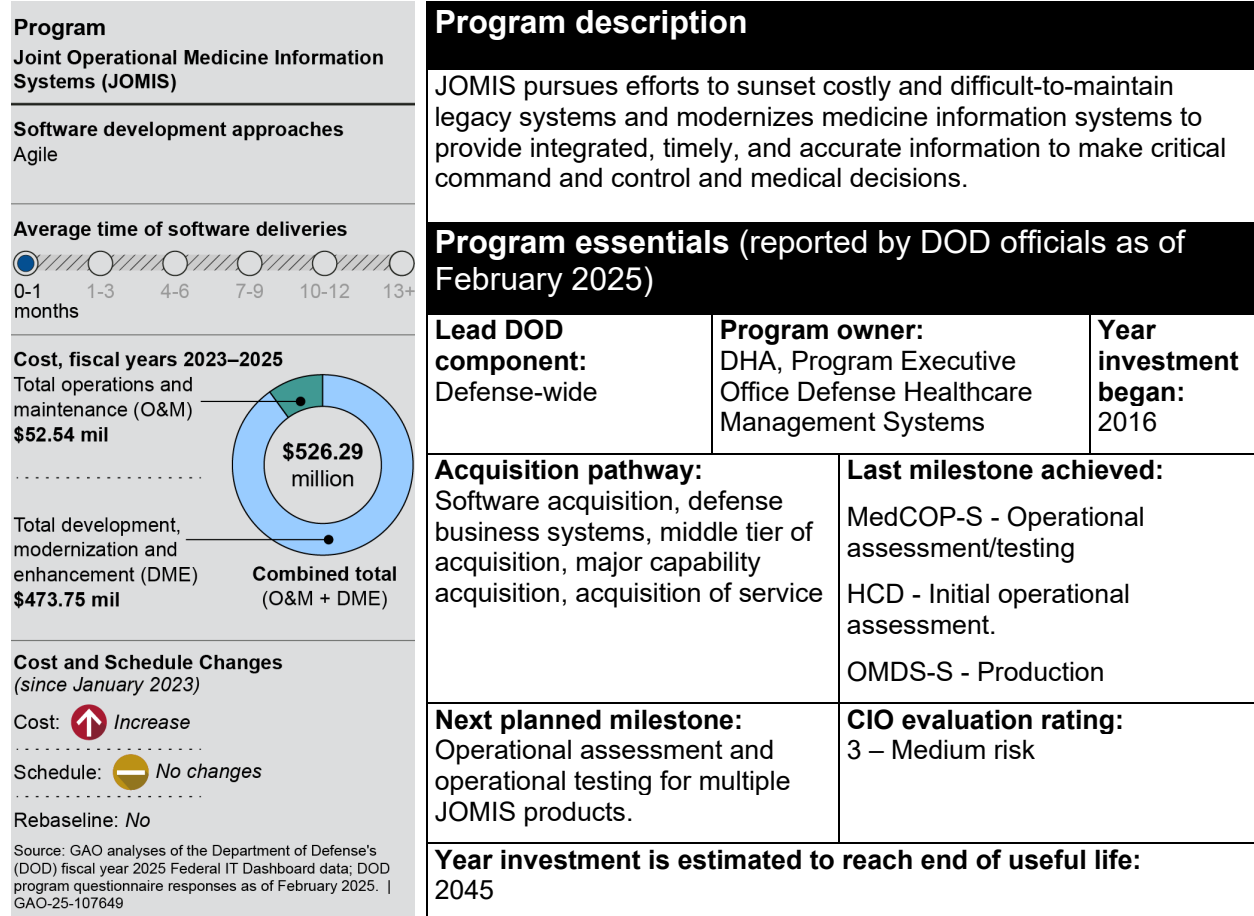 Program
Joint Operational Medicine Information
Systems (JOMIS)
Software development approaches
Agile
Average time of software deliveries
0-1 1-3 4-6 7-9 10-12 13+
months
Cost, fiscal years 2023–2025
Total operations and
maintenance (O&M)
$52.54 mil
$526.29
million
Total development,
modernization and
enhancement (DME)
$473.75 mil
Combined total
(O&M + DME)
Cost and Schedule Changes
(since January 2023)
Cost: Increase
Schedule: No changes
Rebaseline: No
Source: GAO analyses of the Department of Defense's
(DOD) fiscal year 2025 Federal IT Dashboard data; DOD
program questionnaire responses as of February 2025. |
GAO-25-107649
Program description
JOMIS pursues efforts to sunset costly and difficult-to-maintain
legacy systems and modernizes medicine information systems to
provide integrated, timely, and accurate information to make critical
command and control and medical decisions.
Program essentials (reported by DOD officials as of
February 2025)
Lead DOD
component:
Defense-wide
Program owner:
DHA, Program Executive
Office Defense Healthcare
Management Systems
Year
investment
began:
2016
Acquisition pathway:
Software acquisition, defense
business systems, middle tier of
acquisition, major capability
acquisition, acquisition of service
Last milestone achieved:
MedCOP-S - Operational
assessment/testing
HCD - Initial operational
assessment.
OMDS-S - Production
Next planned milestone:
Operational assessment and
operational testing for multiple
JOMIS products.
CIO evaluation rating:
3 – Medium risk
Year investment is estimated to reach end of useful life:
2045